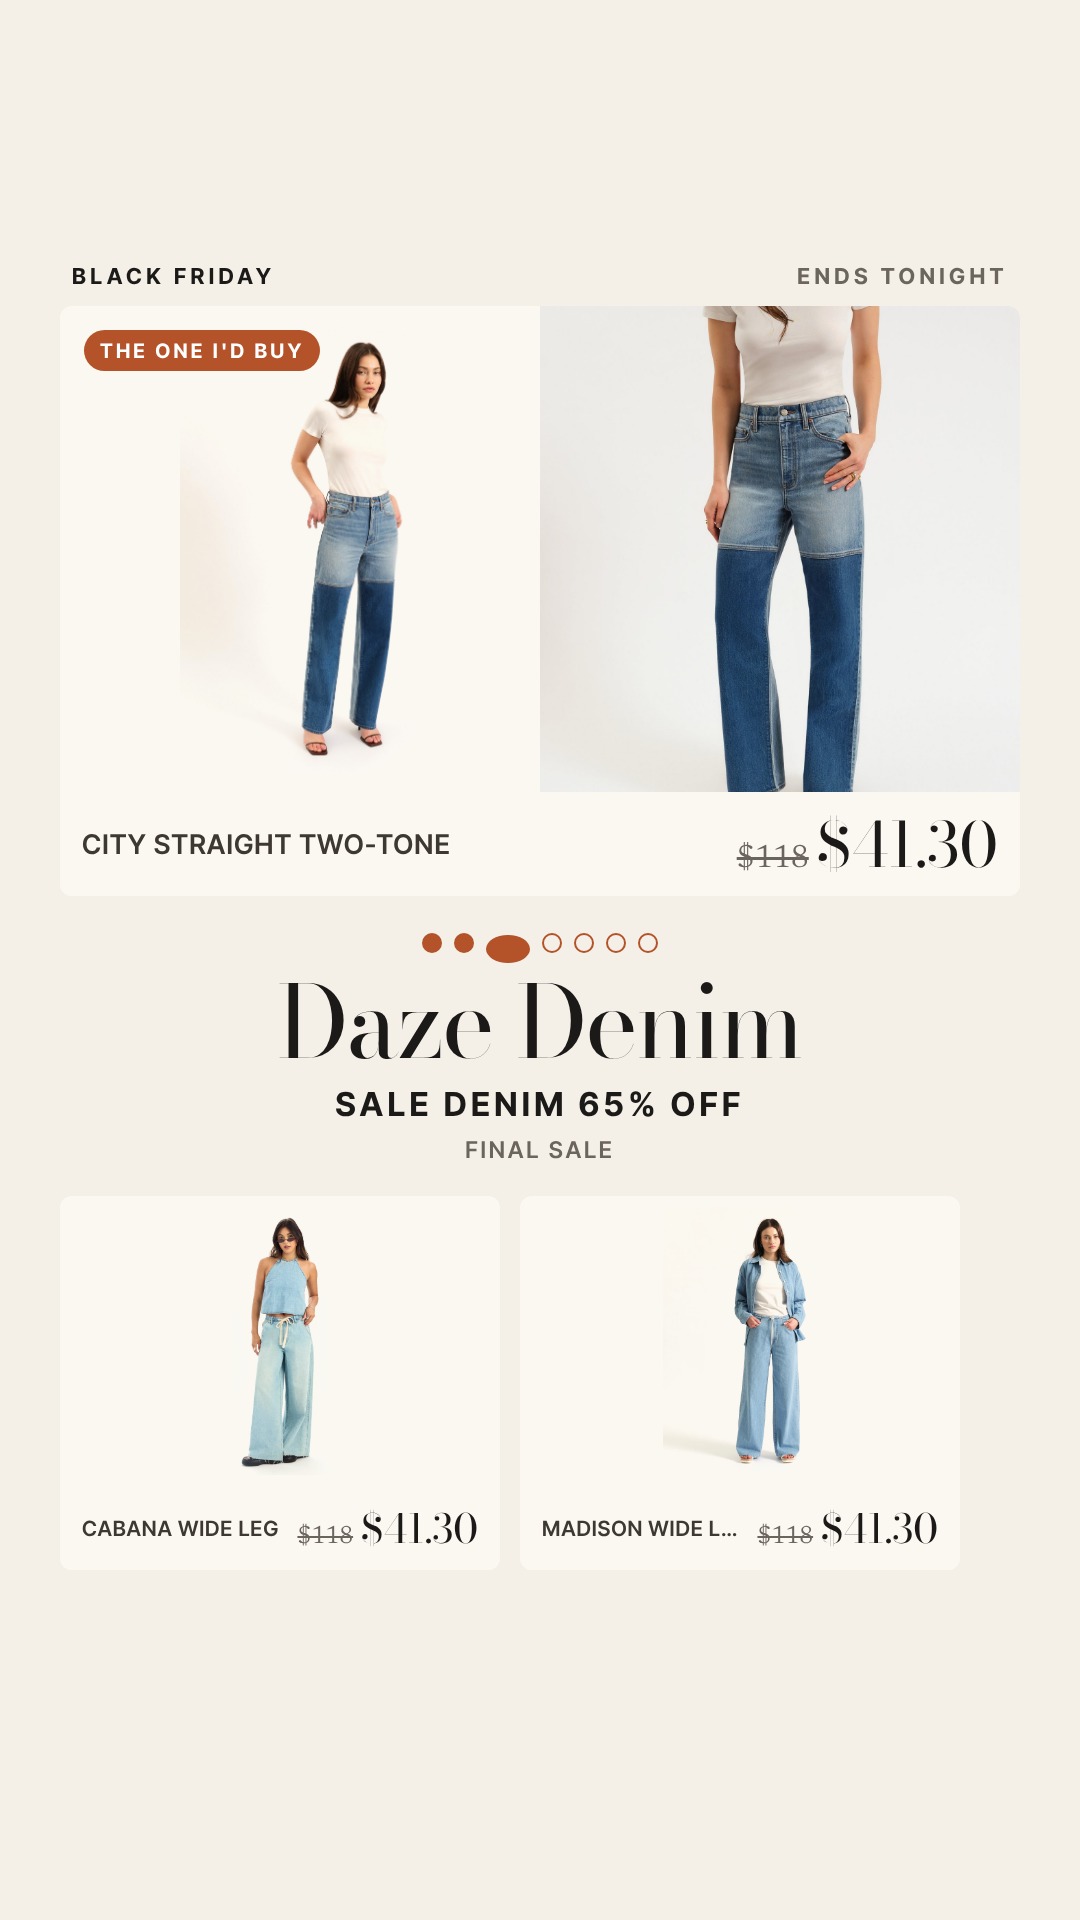 BLACK FRIDAY
ENDS TONIGHT
THE ONE I'D BUY
CITY STRAIGHT TWO-TONE
$118 $41.30
Daze Denim
SALE DENIM 65% OFF
FINAL SALE
CABANA WIDE LEG $118 $41.30
MADISON WIDE L... $118 $41.30